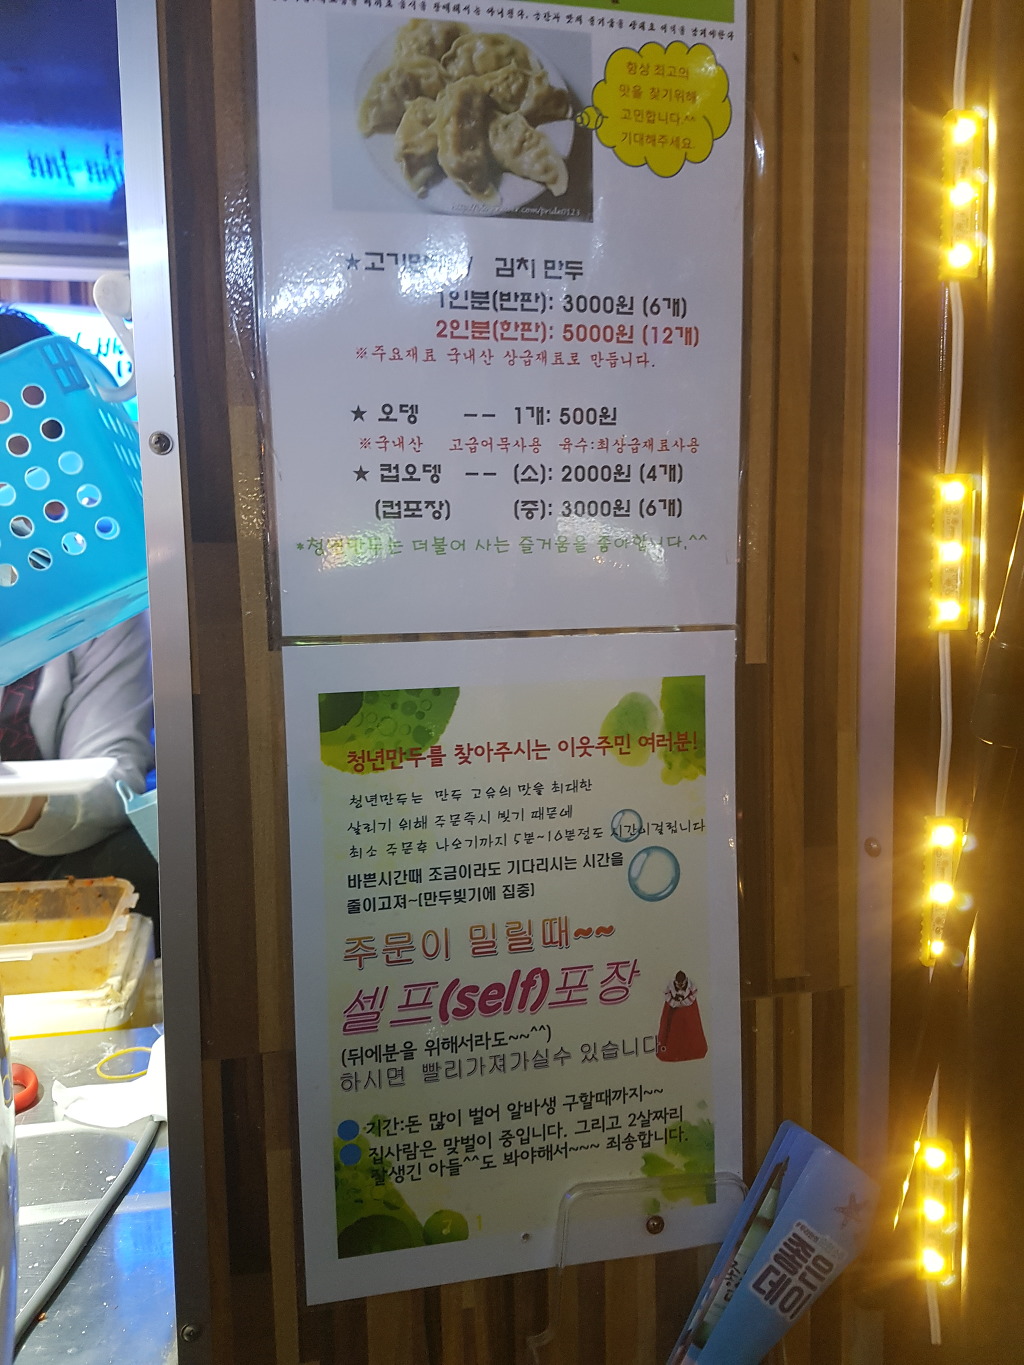 항상 최고의
맛을 찾기위해
고민합니다.^^
기대해주세요
★고기만두 / 김치 만두
1인분(반판): 3000원 (6개)
2인분(한판): 5000원 (12개)
※주요재료 국내산 상급재료로 만듭니다.
★ 오뎅 -- 1개: 500원
※국내산 고급어묵사용 육수:최상급재료사용
★ 컵오뎅 -- (소): 2000원 (4개)
(컵포장) (중): 3000원 (6개)
*청년만두는 더불어 사는 즐거움을 좋아합니다.^^
청년만두를 찾아주시는 이웃주민 여러분!
청년만두는 만두 고유의 맛을 최대한
살리기 위해 주문즉시 빚기 때문에
최소 주문후 나오기까지 5분~10분정도 시간이걸립니다
바쁜시간때 조금이라도 기다리시는 시간을
줄이고져~(만두빚기에 집중)
주문이 밀릴때~~
셀프(self)포장
(뒤에분을 위해서라도~~^^)
하시면 빨리가져가실수 있습니다.
기간:돈 많이 벌어 알바생 구할때까지~~
집사람은 맞벌이 중입니다. 그리고 2살짜리
잘생긴 아들^^도 봐야해서~~~ 죄송합니다.
좋은
데이